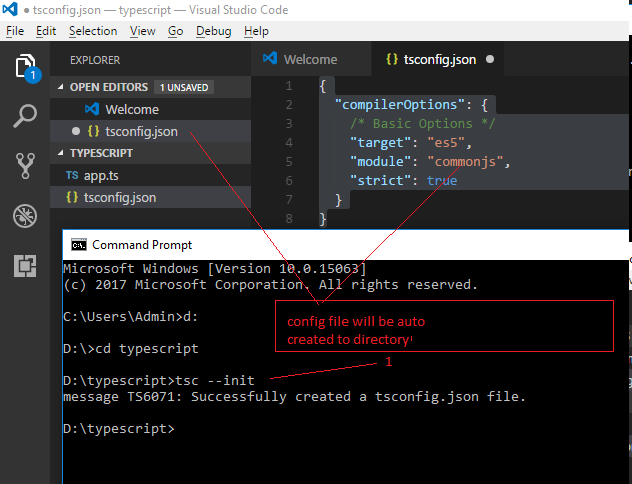 tsconfig.json — typescript — Visual Studio Code
File Edit Selection View Go Debug Help
EXPLORER
Welcome
tsconfig.json
1
OPEN EDITORS 1 UNSAVED
Welcome
{ } tsconfig.json
TYPESCRIPT
TS app.ts
{ } tsconfig.json
1 {
2 "compilerOptions": {
3 /* Basic Options */
4 "target": "es5",
5 "module": "commonjs",
6 "strict": true
7 }
8 }
C:\. Command Prompt
Microsoft Windows [Version 10.0.15063]
(c) 2017 Microsoft Corporation. All rights reserved.
C:\Users\Admin>d:
config file will be auto
created to directory
D:\>cd typescript
1
D:\typescript>tsc --init
message TS6071: Successfully created a tsconfig.json file.
D:\typescript>